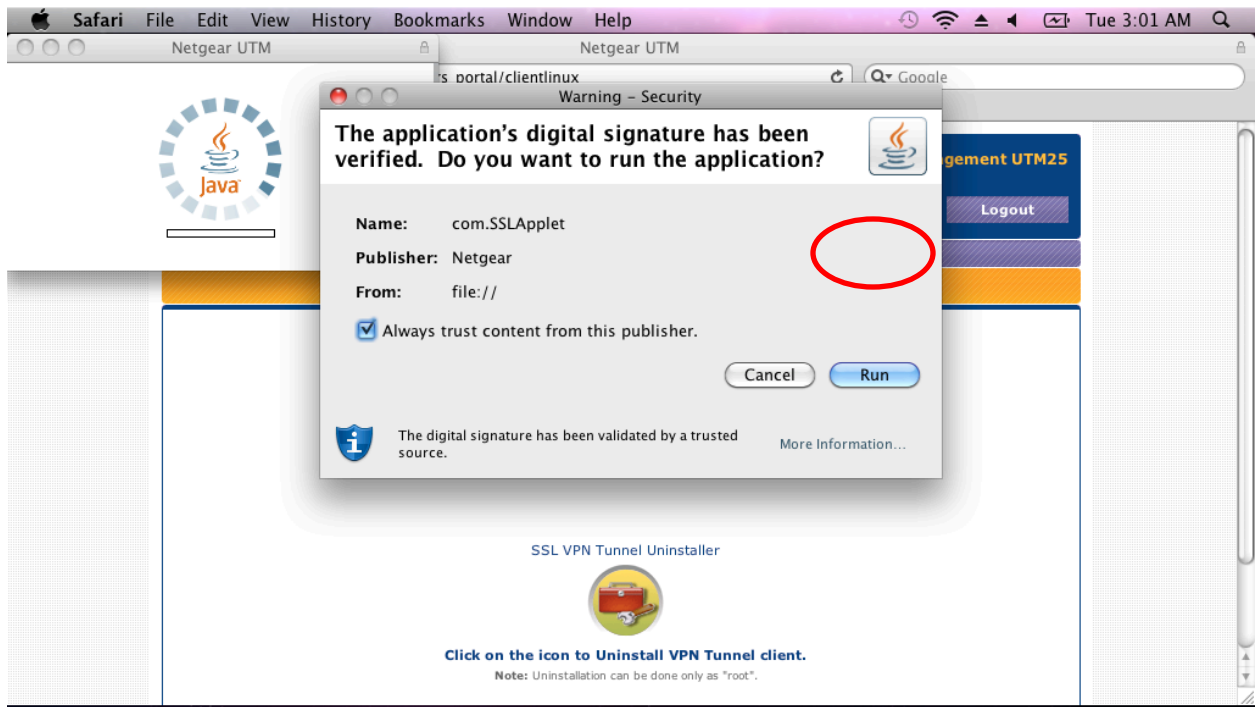 Safari File Edit View History Bookmarks Window Help Tue 3:01 AM
Netgear UTM
Netgear UTM
rs_portal/clientlinux
Google
Java
Warning – Security
The application's digital signature has been
verified. Do you want to run the application?
gement UTM25
Logout
Name: com.SSLApplet
Publisher: Netgear
From: file://
Always trust content from this publisher.
Cancel Run
The digital signature has been validated by a trusted
source.
More Information...
SSL VPN Tunnel Uninstaller
Click on the icon to Uninstall VPN Tunnel client.
Note: Uninstallation can be done only as "root".